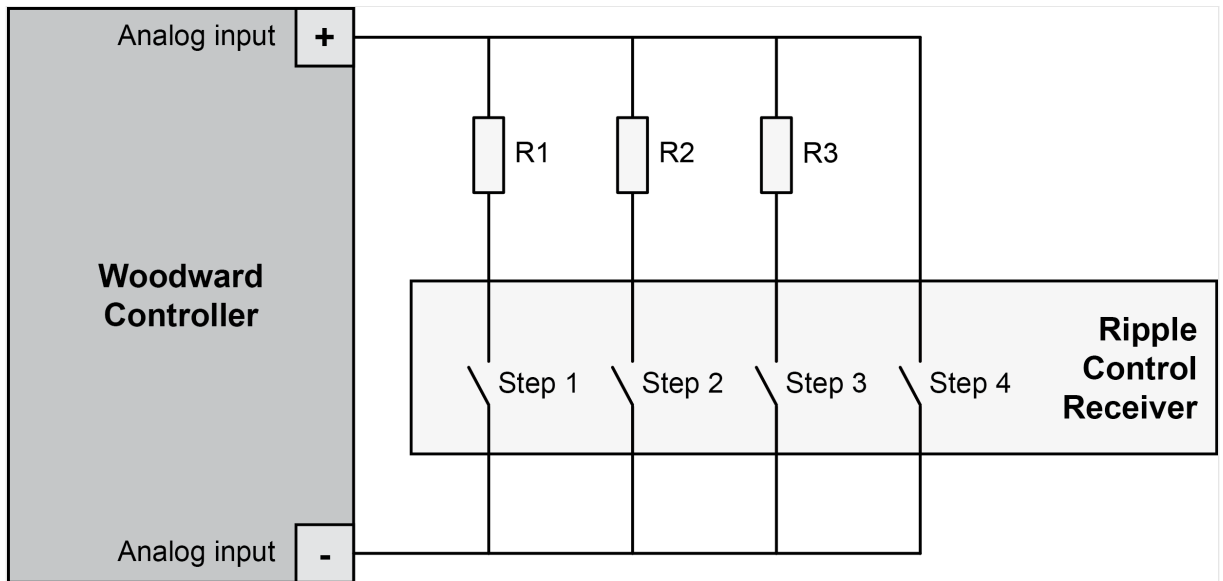 Analog input +
R1
R2
R3
Woodward
Controller
Ripple
Control
Receiver
Step 1
Step 2
Step 3
Step 4
Analog input -